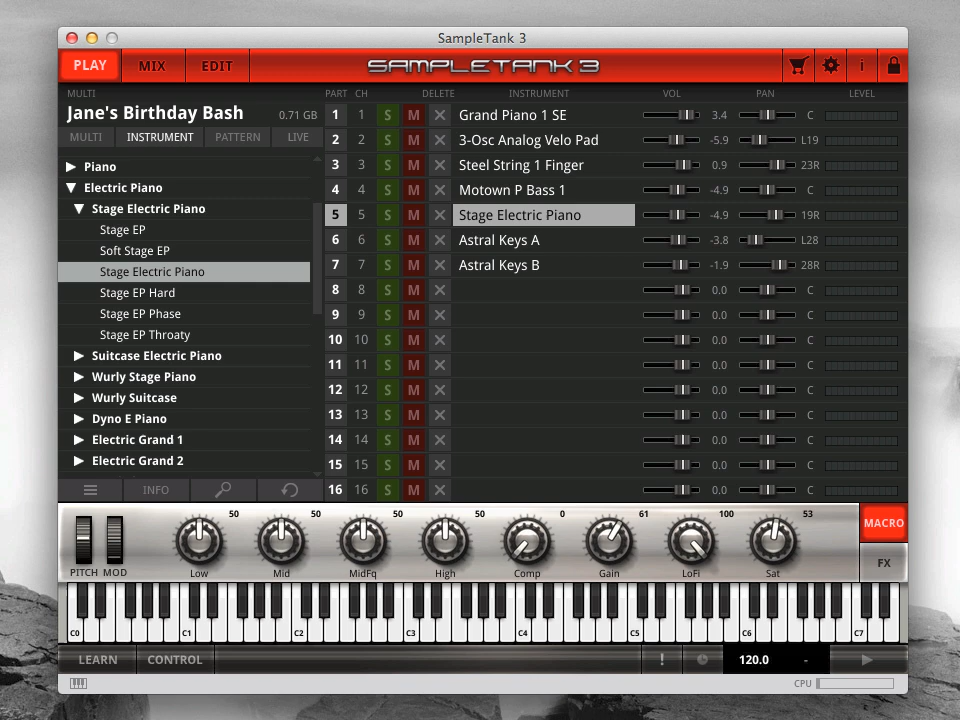 SampleTank 3
PLAY MIX EDIT SAMPLETANK 3 i
MULTI PART CH DELETE INSTRUMENT VOL PAN LEVEL
Jane's Birthday Bash 0.71 GB
MULTI INSTRUMENT PATTERN LIVE
Piano
Electric Piano
Stage Electric Piano
Stage EP
Soft Stage EP
Stage Electric Piano
Stage EP Hard
Stage EP Phase
Stage EP Throaty
Suitcase Electric Piano
Wurly Stage Piano
Wurly Suitcase
Dyno E Piano
Electric Grand 1
Electric Grand 2
INFO
1 1 S M X Grand Piano 1 SE 3.4 C
2 2 S M X 3-Osc Analog Velo Pad -5.9 L19
3 3 S M X Steel String 1 Finger 0.9 23R
4 4 S M X Motown P Bass 1 -4.9 C
5 5 S M X Stage Electric Piano -4.9 19R
6 6 S M X Astral Keys A -3.8 L28
7 7 S M X Astral Keys B -1.9 28R
8 8 S M X 0.0 C
9 9 S M X 0.0 C
10 10 S M X 0.0 C
11 11 S M X 0.0 C
12 12 S M X 0.0 C
13 13 S M X 0.0 C
14 14 S M X 0.0 C
15 15 S M X 0.0 C
16 16 S M X 0.0 C
50 50 50 50 0 61 100 53
MACRO
FX
PITCH MOD Low Mid MidFq High Comp Gain LoFi Sat
C0 C1 C2 C3 C4 C5 C6 C7
LEARN CONTROL ! 120.0 -
CPU